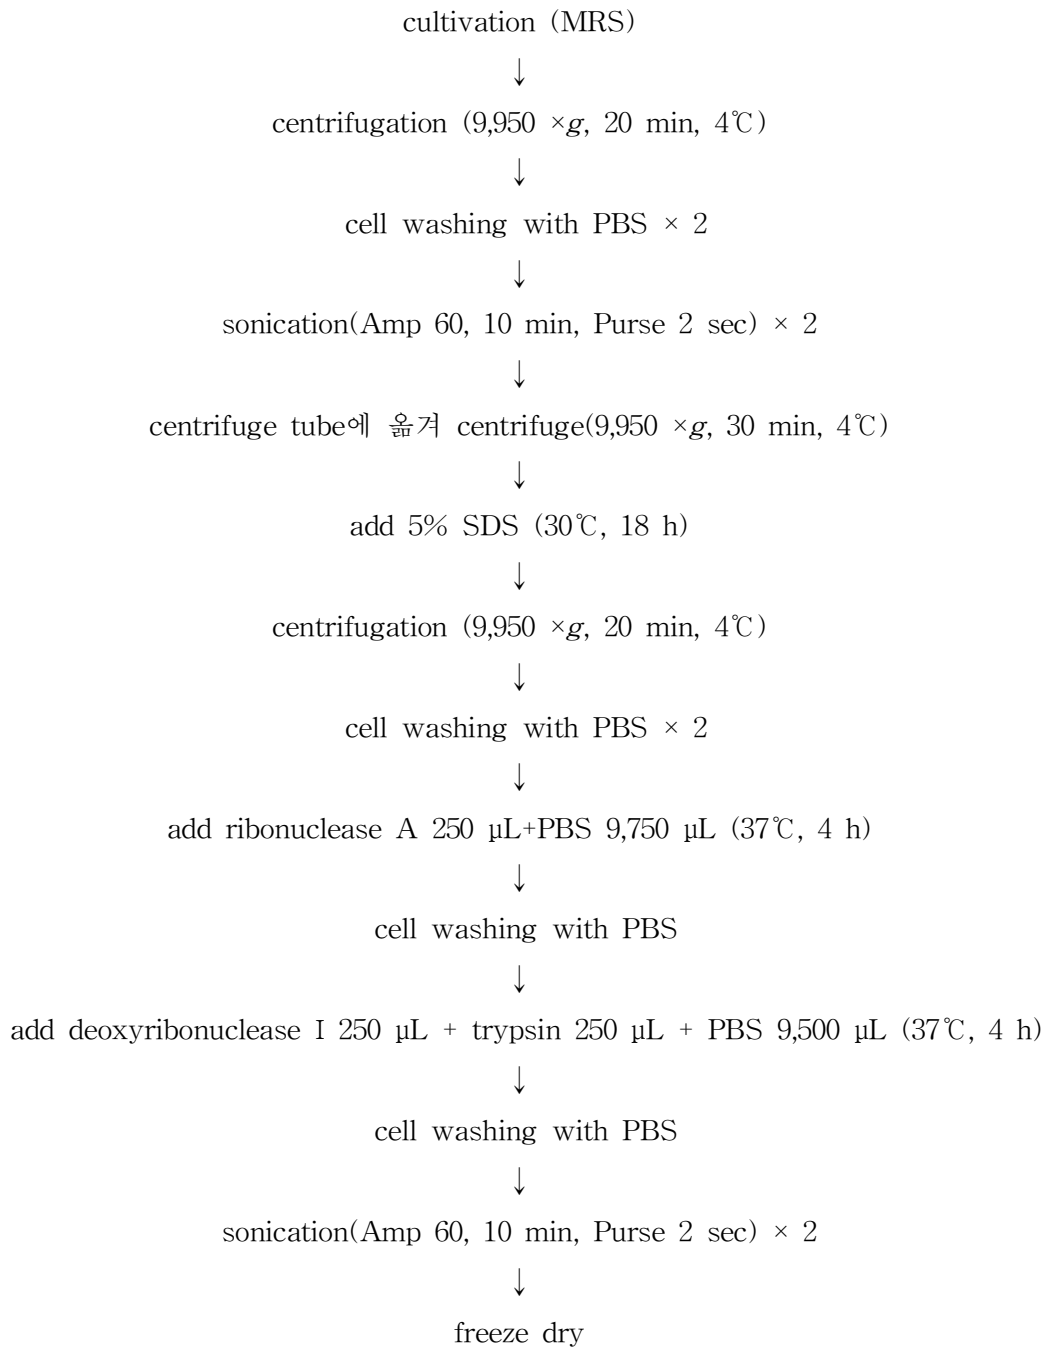 cultivation (MRS)
↓
centrifugation (9,950 ×g, 20 min, 4℃)
↓
cell washing with PBS × 2
↓
sonication(Amp 60, 10 min, Purse 2 sec) × 2
↓
centrifuge tube에 옮겨 centrifuge(9,950 ×g, 30 min, 4℃)
↓
add 5% SDS (30℃, 18 h)
↓
centrifugation (9,950 ×g, 20 min, 4℃)
↓
cell washing with PBS × 2
↓
add ribonuclease A 250 µL+PBS 9,750 µL (37℃, 4 h)
↓
cell washing with PBS
↓
add deoxyribonuclease I 250 µL + trypsin 250 µL + PBS 9,500 µL (37℃, 4 h)
↓
cell washing with PBS
↓
sonication(Amp 60, 10 min, Purse 2 sec) × 2
↓
freeze dry